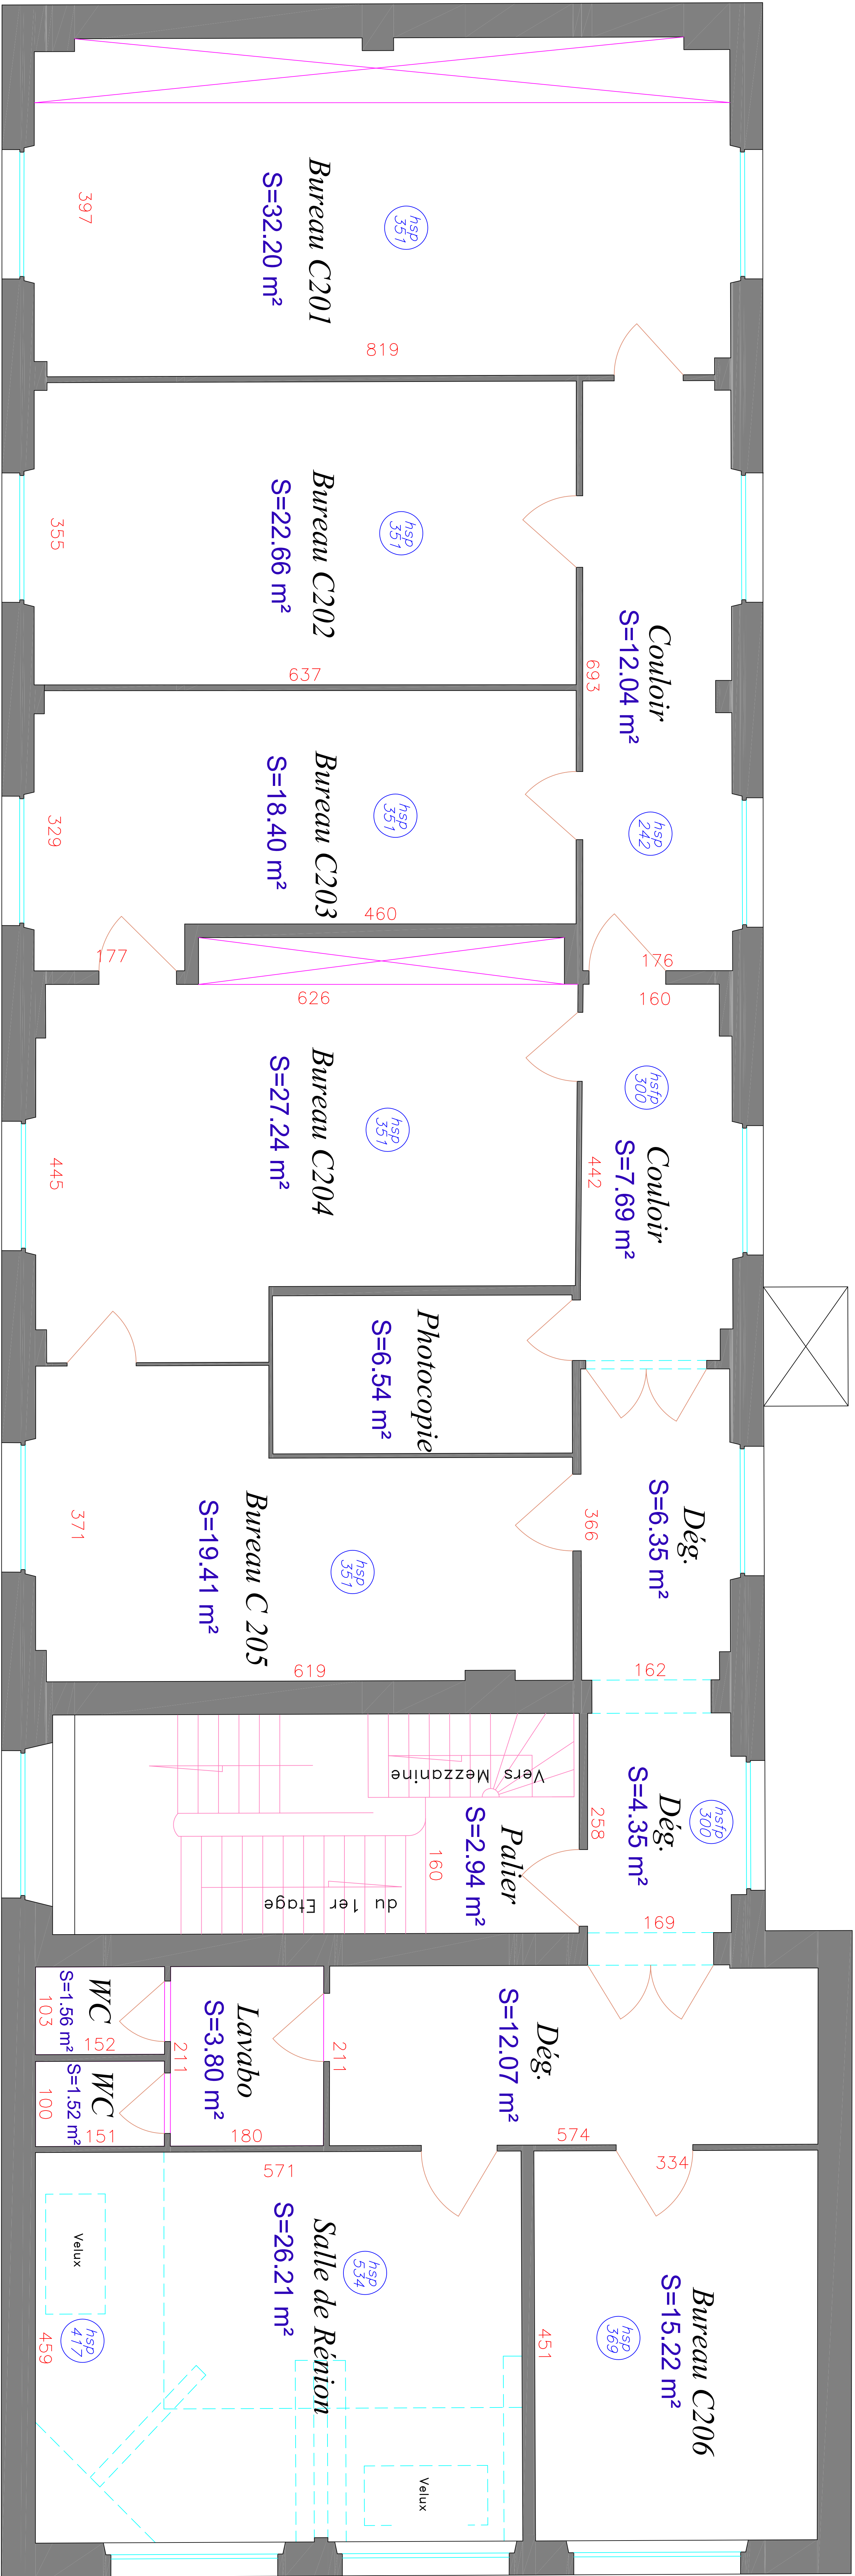 Bureau C201
S=32.20 m²
hsp
351
397
819
Bureau C202
S=22.66 m²
hsp
351
355
637
Couloir
S=12.04 m²
693
hsp
242
176
Bureau C203
S=18.40 m²
hsp
351
329
460
177
Bureau C204
S=27.24 m²
hsp
351
626
445
160
hsfp
300
Couloir
S=7.69 m²
442
Photocopie
S=6.54 m²
Dég.
S=6.35 m²
366
162
Bureau C 205
S=19.41 m²
hsp
351
371
619
Vers Mezzanine
du 1er Etage
160
Palier
S=2.94 m²
258
hsfp
300
Dég.
S=4.35 m²
169
WC
S=1.56 m²
103
152
WC
S=1.52 m²
100
151
Lavabo
S=3.80 m²
211
180
211
Dég.
S=12.07 m²
574
334
571
Salle de Rénion
S=26.21 m²
hsp
534
Velux
hsp
417
459
Velux
451
Bureau C206
S=15.22 m²
hsp
369